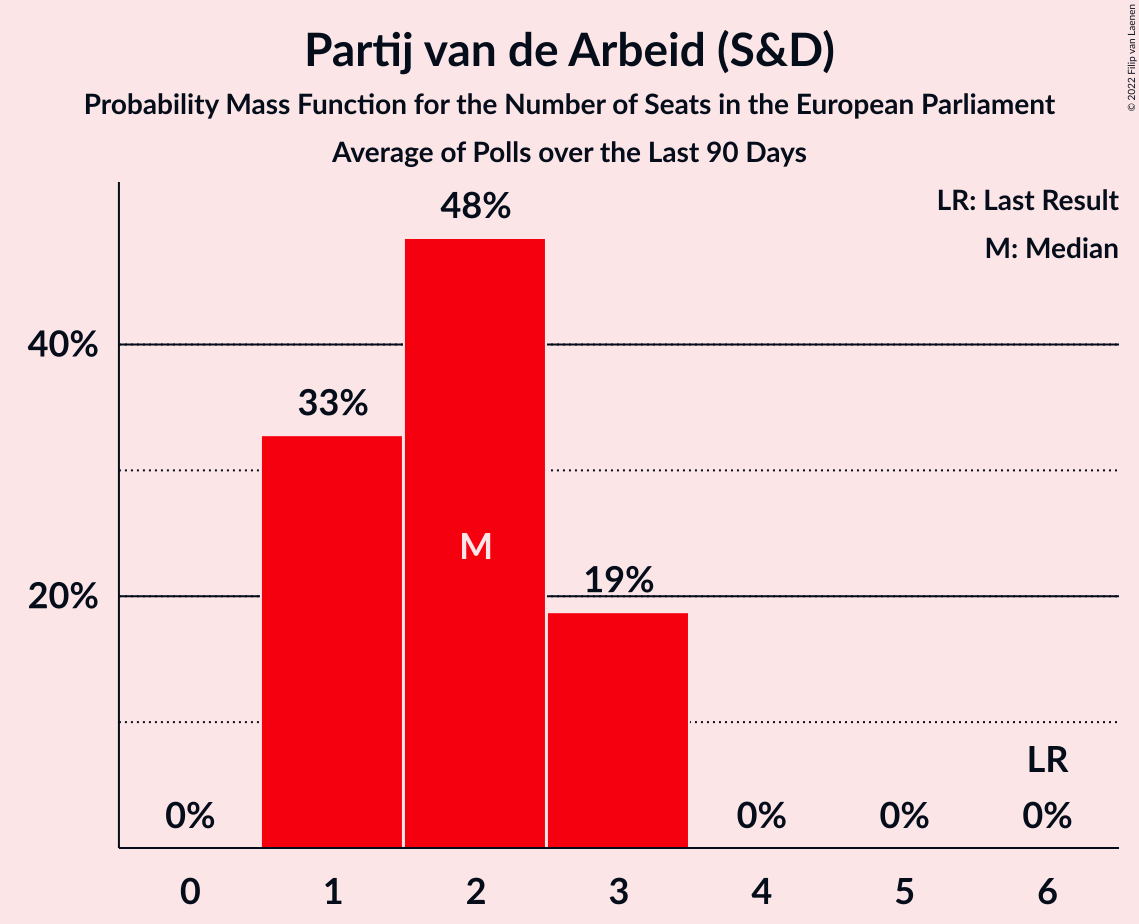 Partij van de Arbeid (S&D)
Probability Mass Function for the Number of Seats in the European Parliament
Average of Polls over the Last 90 Days
© 2022 Filip van Laenen
LR: Last Result
M: Median
48%
40%
33%
M
20%
19%
LR
0%
0%
0%
0%
0 1 2 3 4 5 6